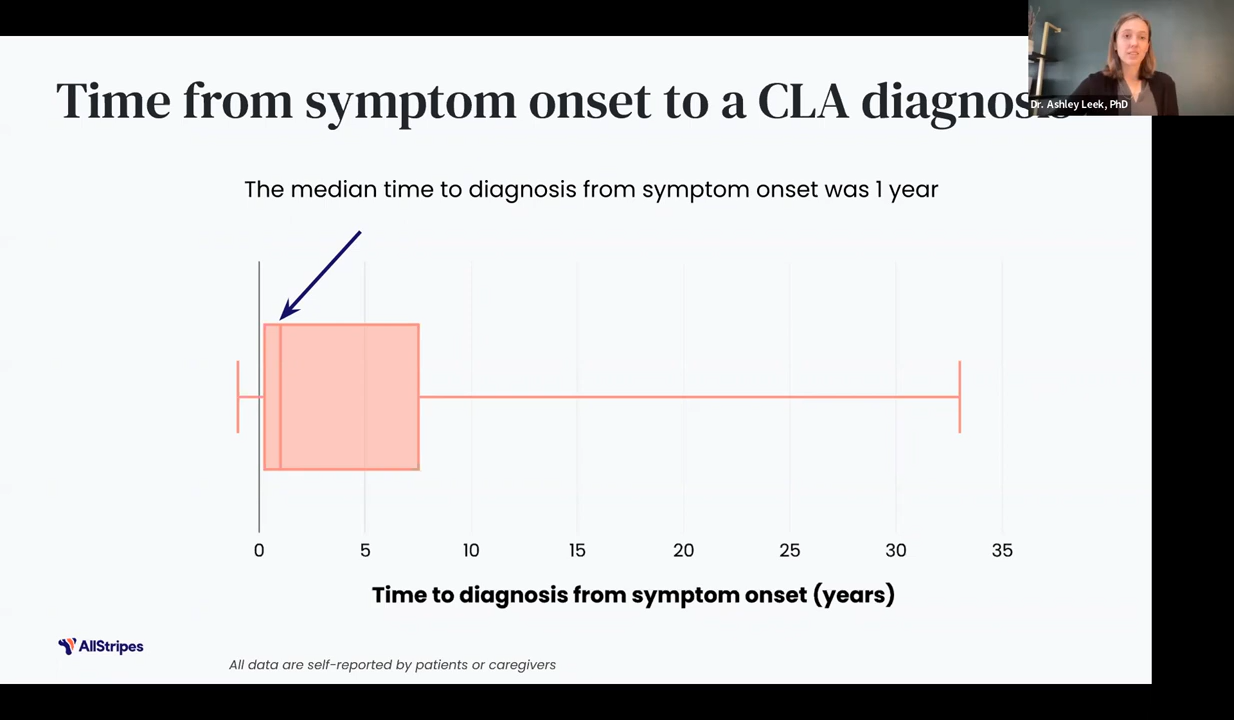 Time from symptom onset to a CLA diagnosis
Dr. Ashley Leek, PhD
The median time to diagnosis from symptom onset was 1 year
0 5 10 15 20 25 30 35
Time to diagnosis from symptom onset (years)
AllStripes
All data are self-reported by patients or caregivers